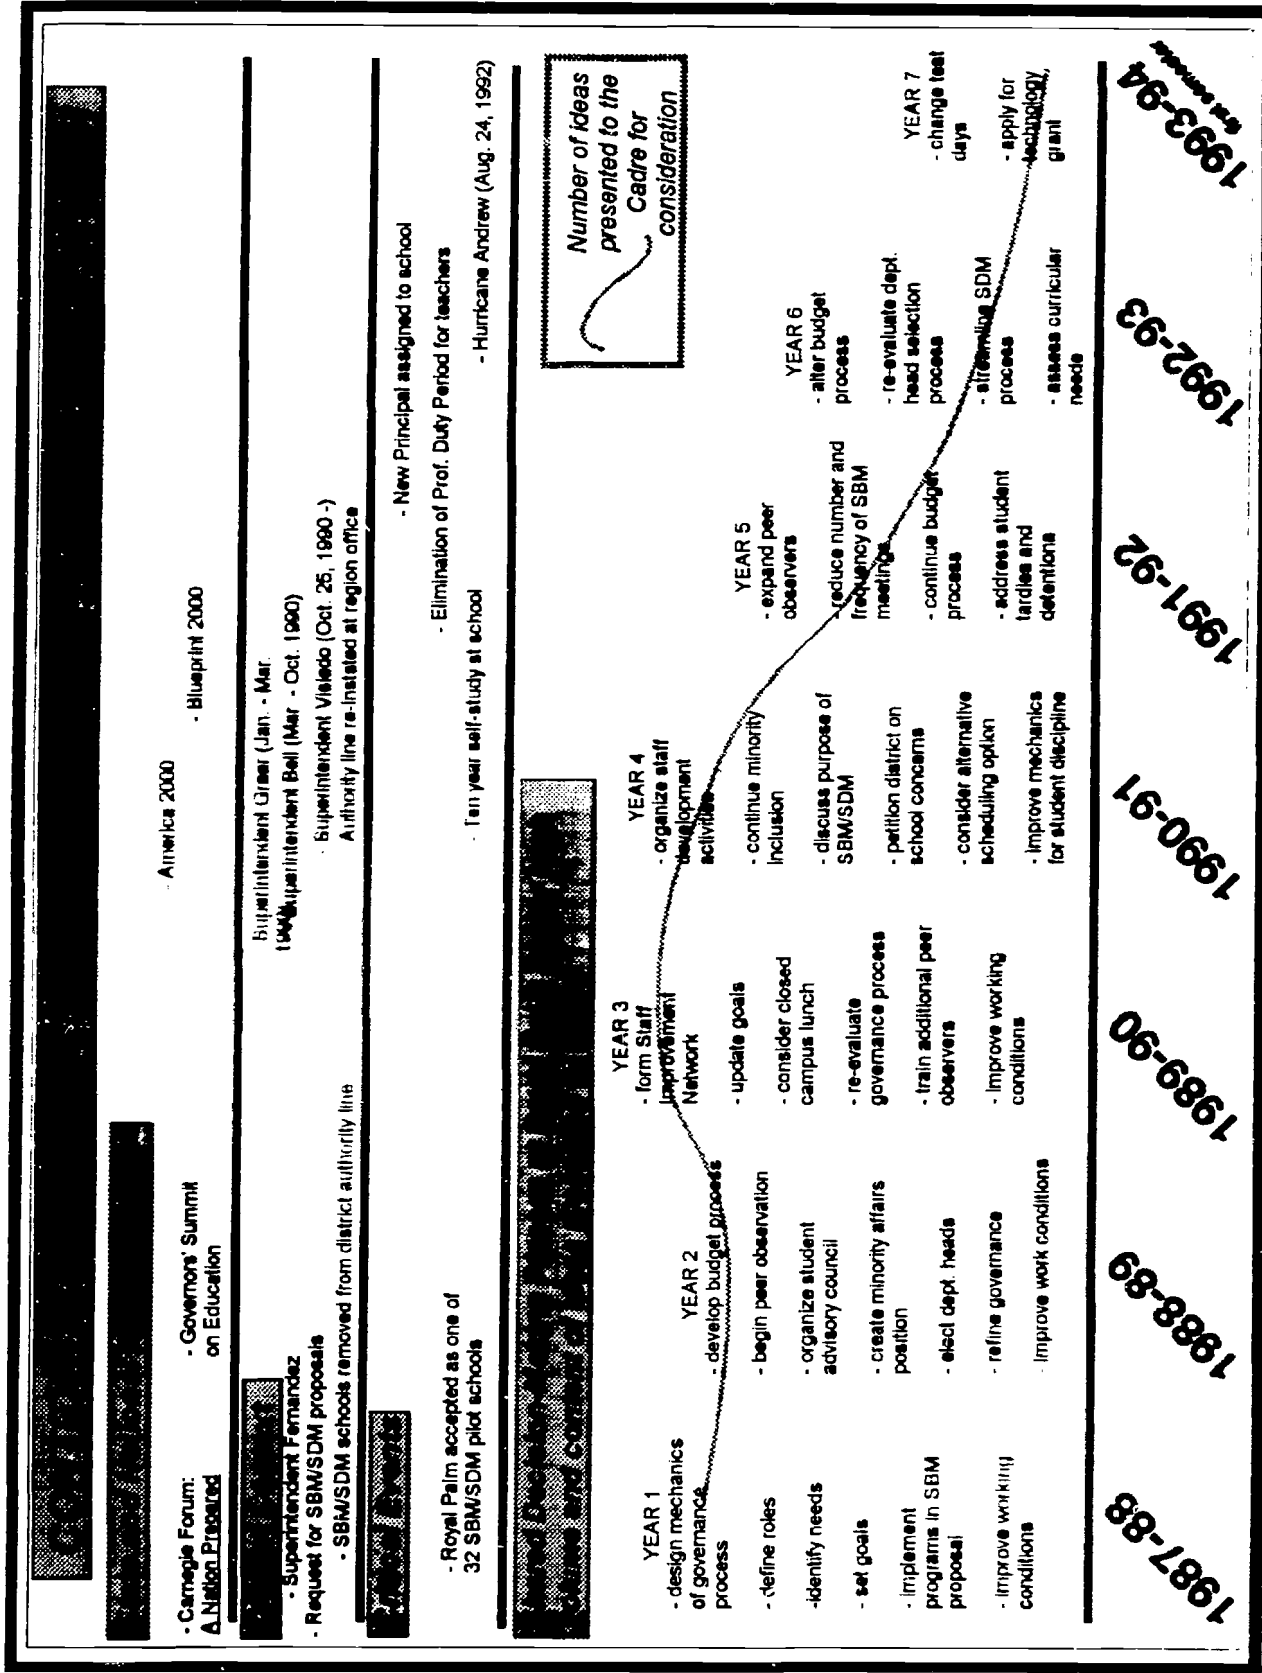 - Carnegie Forum:
A Nation Prepared
- Governors' Summit
on Education
- America 2000
- Blueprint 2000
- Superintendent Fernandez
- Request for SBM/SDM proposals
- SBM/SDM schools removed from district authority line
Superintendent Greer (Jan. - Mar.
Superintendent Bell (Mar - Oct. 1990)
- Superintendent Visiedo (Oct. 25, 1990 -)
Authority line re-instated at region office
Events
- Royal Palm accepted as one of
32 SBM/SDM pilot schools
- Ten year self-study at school
- New Principal assigned to school
- Elimination of Prof. Duty Period for teachers
- Hurricane Andrew (Aug. 24, 1992)
Number of ideas
presented to the
Cadre for
consideration
YEAR 1
- design mechanics
of governance
process
- define roles
-identify needs
- set goals
- implement
programs in SBM
proposal
- improve working
conditions
YEAR 2
- develop budget process
- begin peer observation
- organize student
advisory council
- create minority affairs
position
- elect dept. heads
- refine governance
- Improve work conditions
YEAR 3
- form Staff
Improvement
Network
- update goals
- consider closed
campus lunch
- re-evaluate
governance process
- train additional peer
observers
- Improve working
conditions
YEAR 4
- organize staff
development
activities
- continue minority
inclusion
- discuss purpose of
SBM/SDM
- petition district on
school concerns
- consider alternative
scheduling option
- improve mechanics
for student discipline
YEAR 5
- expand peer
observers
- reduce number and
frequency of SBM
meetings
- continue budget
process
- address student
tardies and
detentions
YEAR 6
- alter budget
process
- re-evaluate dept.
head selection
process
- streamline SDM
process
- assess curricular
needs
YEAR 7
- change test
days
- apply for
technology
grant
1987-88
1988-89
1989-90
1990-91
1991-92
1992-93
1993-94
first semester